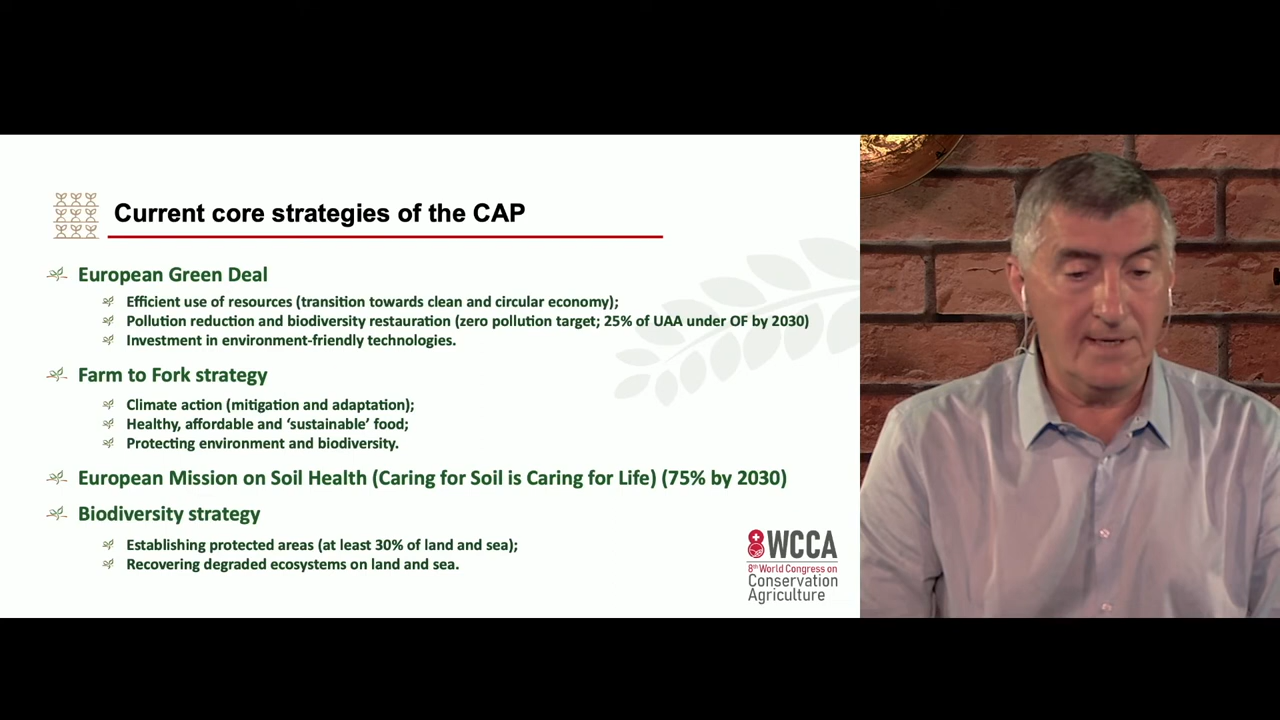 Current core strategies of the CAP
European Green Deal
Efficient use of resources (transition towards clean and circular economy);
Pollution reduction and biodiversity restauration (zero pollution target; 25% of UAA under OF by 2030)
Investment in environment-friendly technologies.
Farm to Fork strategy
Climate action (mitigation and adaptation);
Healthy, affordable and ‘sustainable’ food;
Protecting environment and biodiversity.
European Mission on Soil Health (Caring for Soil is Caring for Life) (75% by 2030)
Biodiversity strategy
Establishing protected areas (at least 30% of land and sea);
Recovering degraded ecosystems on land and sea.
8WCCA
8th World Congress on
Conservation
Agriculture